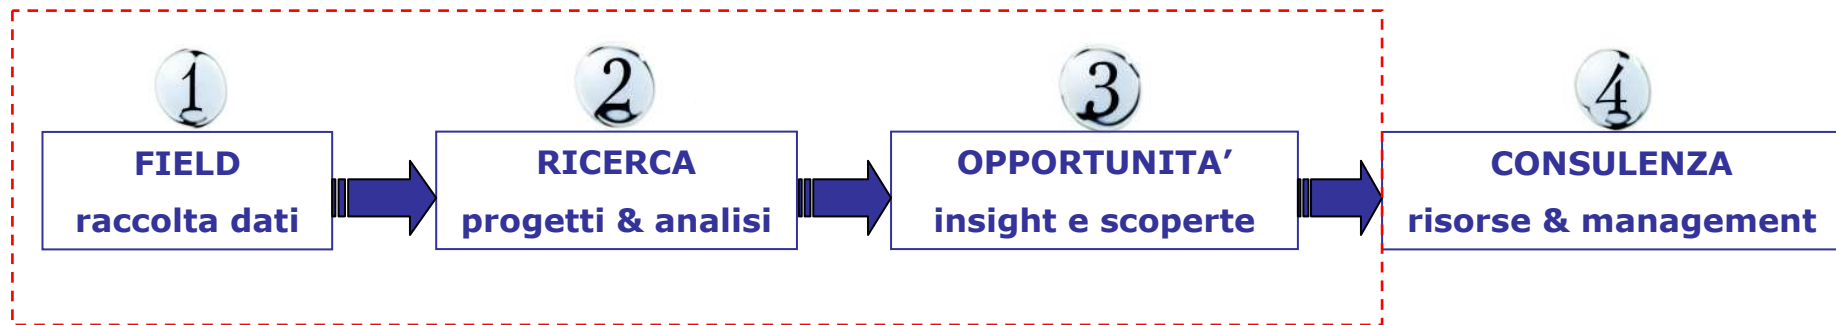 1
FIELD
raccolta dati
2
RICERCA
progetti & analisi
3
OPPORTUNITA’
insight e scoperte
4
CONSULENZA
risorse & management